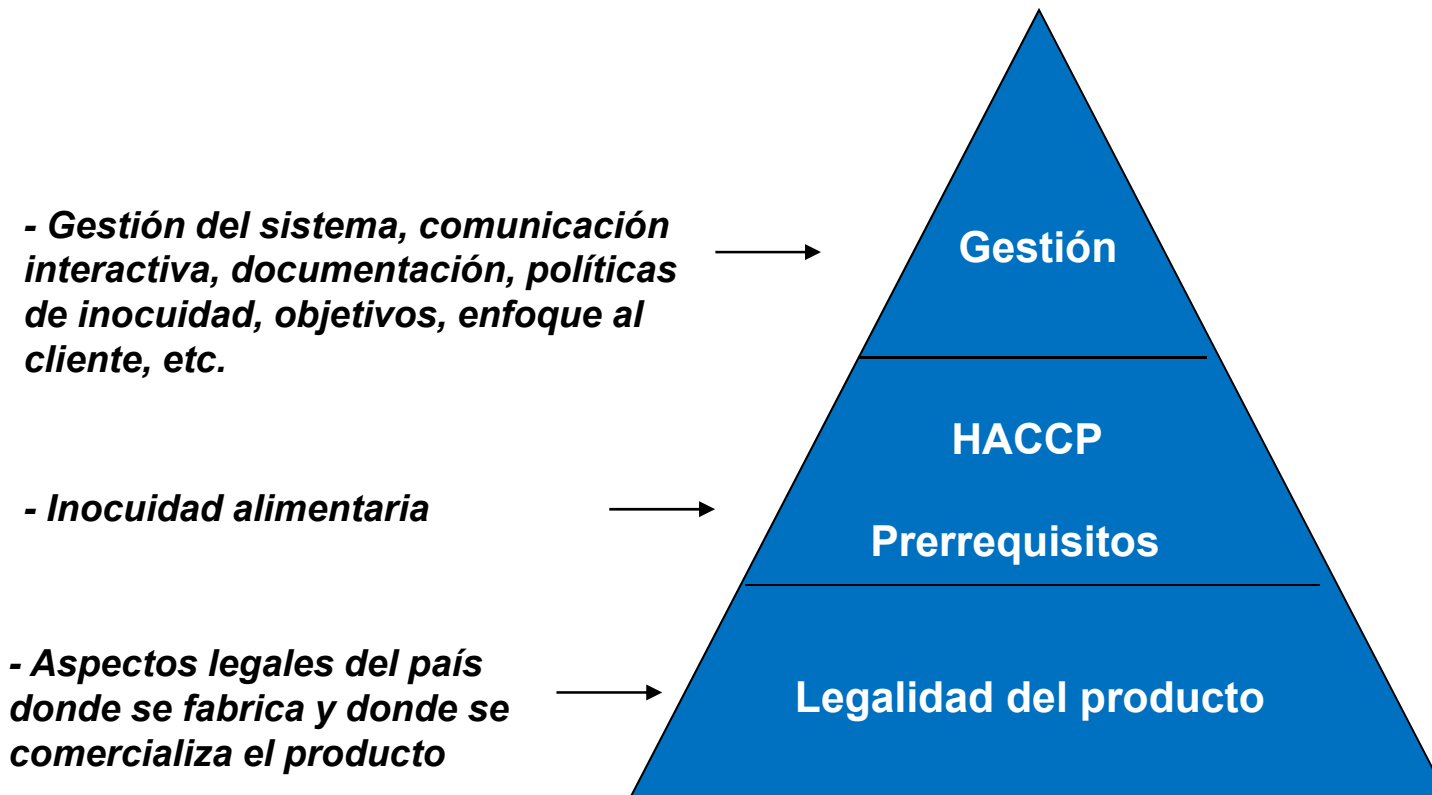 - Gestión del sistema, comunicación
interactiva, documentación, políticas
de inocuidad, objetivos, enfoque al
cliente, etc.
Gestión
HACCP
- Inocuidad alimentaria
Prerrequisitos
- Aspectos legales del país
donde se fabrica y donde se
comercializa el producto
Legalidad del producto